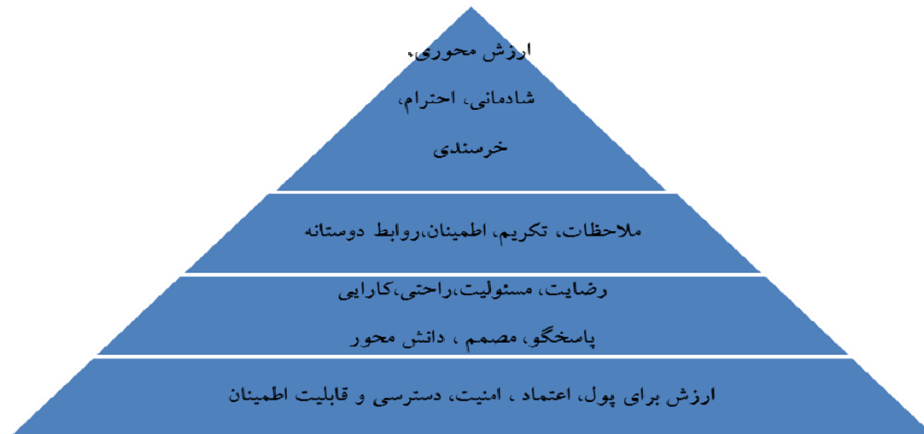 ارزش محوری،
شادمانی، احترام،
خرسندی
ملاحظات، تکریم، اطمینان،روابط دوستانه
رضایت، مسئولیت،راحتی،کارایی
پاسخگو، مصمم ، دانش محور
ارزش برای پول، اعتماد ، امنیت، دسترسی و قابلیت اطمینان